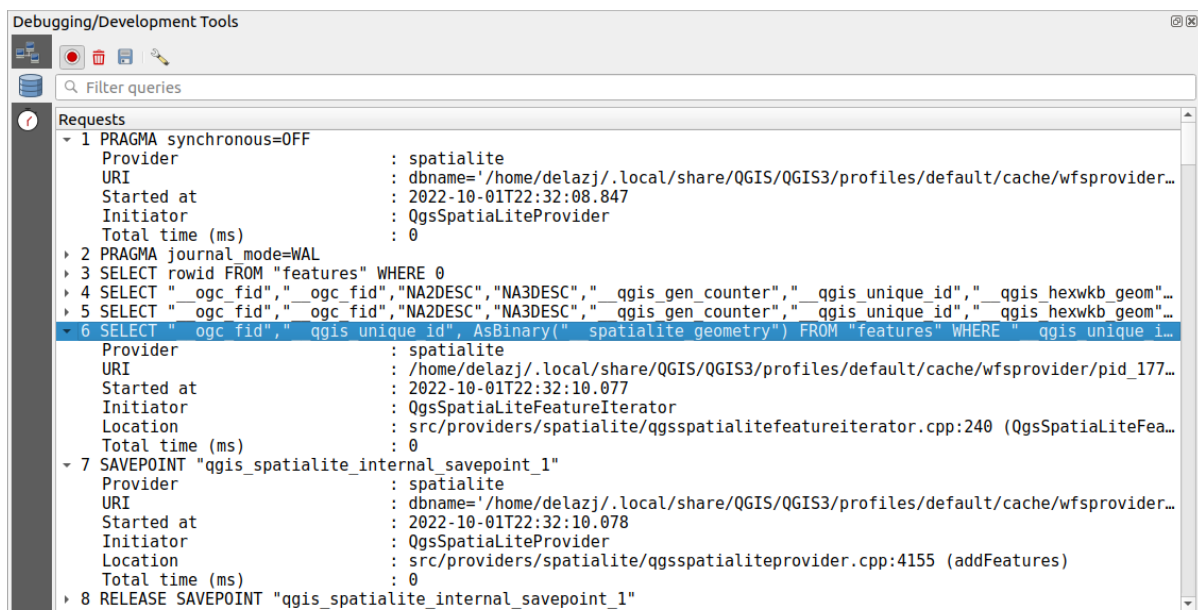 Debugging/Development Tools
Filter queries
Requests
1 PRAGMA synchronous=OFF
Provider : spatialite
URI : dbname='/home/delazj/.local/share/QGIS/QGIS3/profiles/default/cache/wfsprovider…
Started at : 2022-10-01T22:32:08.847
Initiator : QgsSpatiaLiteProvider
Total time (ms) : 0
2 PRAGMA journal_mode=WAL
3 SELECT rowid FROM "features" WHERE 0
4 SELECT "__ogc_fid","__ogc_fid","NA2DESC","NA3DESC","__qgis_gen_counter","__qgis_unique_id","__qgis_hexwkb_geom"…
5 SELECT "__ogc_fid","__ogc_fid","NA2DESC","NA3DESC","__qgis_gen_counter","__qgis_unique_id","__qgis_hexwkb_geom"…
6 SELECT "__ogc_fid","__qgis_unique_id", AsBinary("__spatialite_geometry") FROM "features" WHERE "__qgis_unique_i…
Provider : spatialite
URI : /home/delazj/.local/share/QGIS/QGIS3/profiles/default/cache/wfsprovider/pid_177…
Started at : 2022-10-01T22:32:10.077
Initiator : QgsSpatiaLiteFeatureIterator
Location : src/providers/spatialite/qgsspatialitefeatureiterator.cpp:240 (QgsSpatiaLiteFea…
Total time (ms) : 0
7 SAVEPOINT "qgis_spatialite_internal_savepoint_1"
Provider : spatialite
URI : dbname='/home/delazj/.local/share/QGIS/QGIS3/profiles/default/cache/wfsprovider…
Started at : 2022-10-01T22:32:10.078
Initiator : QgsSpatiaLiteProvider
Location : src/providers/spatialite/qgsspatialiteprovider.cpp:4155 (addFeatures)
Total time (ms) : 0
8 RELEASE SAVEPOINT "qgis_spatialite_internal_savepoint_1"